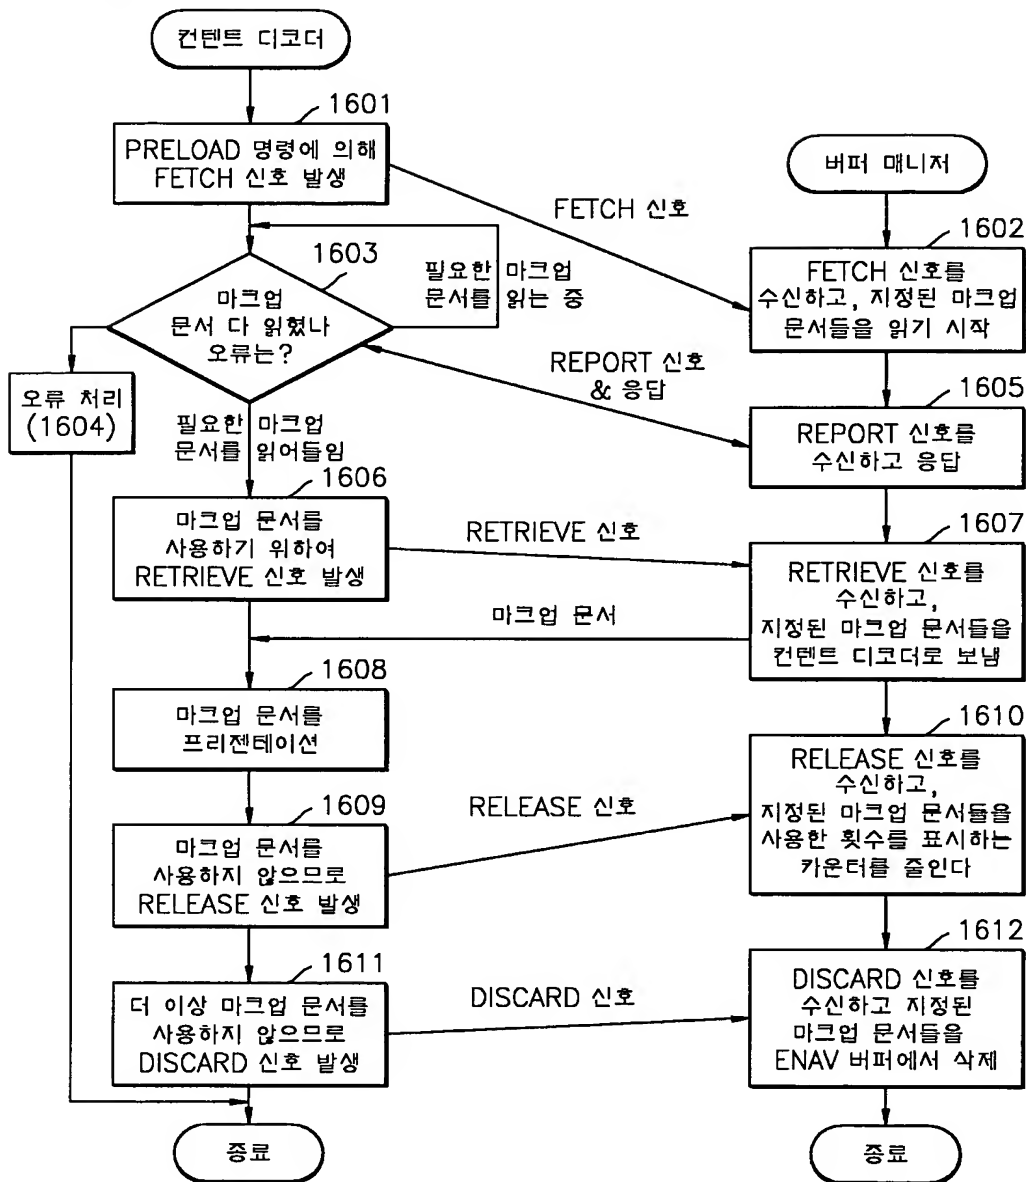 컨텐트 디코더
1601
PRELOAD 명령에 의해
FETCH 신호 발생
버퍼 매니저
FETCH 신호
1602
FETCH 신호를
수신하고, 지정된 마크업
문서들을 읽기 시작
1603
마크업
문서 다 읽혔나
오류는?
필요한 마크업
문서를 읽는 중
REPORT 신호
& 응답
오류 처리
(1604)
1605
REPORT 신호를
수신하고 응답
필요한 마크업
문서를 읽어들임
1606
마크업 문서를
사용하기 위하여
RETRIEVE 신호 발생
RETRIEVE 신호
1607
RETRIEVE 신호를
수신하고,
지정된 마크업 문서들을
컨텐트 디코더로 보냄
마크업 문서
1608
마크업 문서를
프리젠테이션
1609
마크업 문서를
사용하지 않으므로
RELEASE 신호 발생
RELEASE 신호
1610
RELEASE 신호를
수신하고,
지정된 마크업 문서들을
사용한 횟수를 표시하는
카운터를 줄인다
1611
더 이상 마크업 문서를
사용하지 않으므로
DISCARD 신호 발생
DISCARD 신호
1612
DISCARD 신호를
수신하고 지정된
마크업 문서들을
ENAV 버퍼에서 삭제
종료
종료